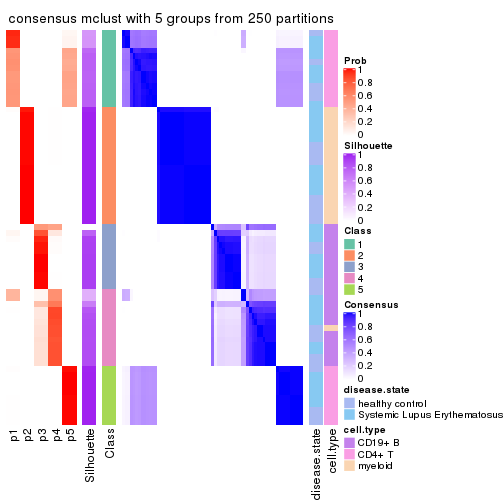 consensus mclust with 5 groups from 250 partitions
Prob
1
0.8
0.6
0.4
0.2
0
Silhouette
1
0.8
0.6
0.4
0.2
0
Class
1
2
3
4
5
Consensus
1
0.8
0.6
0.4
0.2
0
disease.state
healthy control
Systemic Lupus Erythematosus
cell.type
CD19+ B
CD4+ T
myeloid
p1
p2
p3
p4
p5
Silhouette
Class
disease.state
cell.type